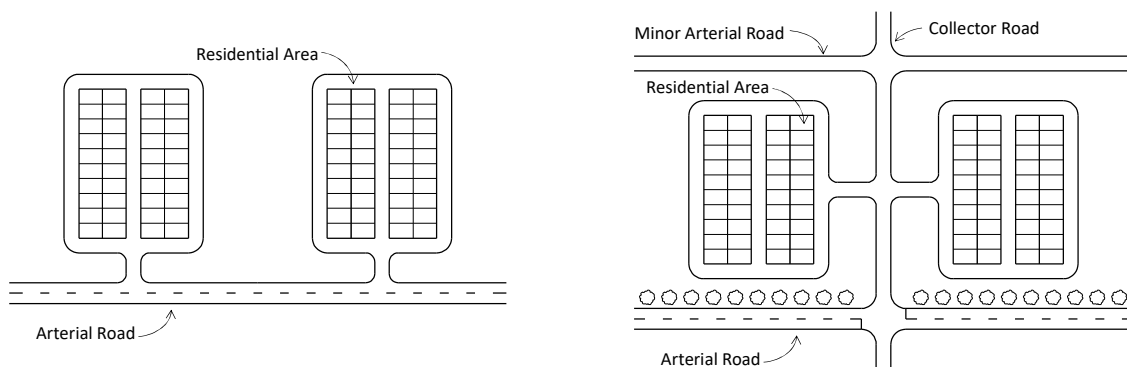 Residential Area
Arterial Road
Minor Arterial Road
Collector Road
Residential Area
Arterial Road